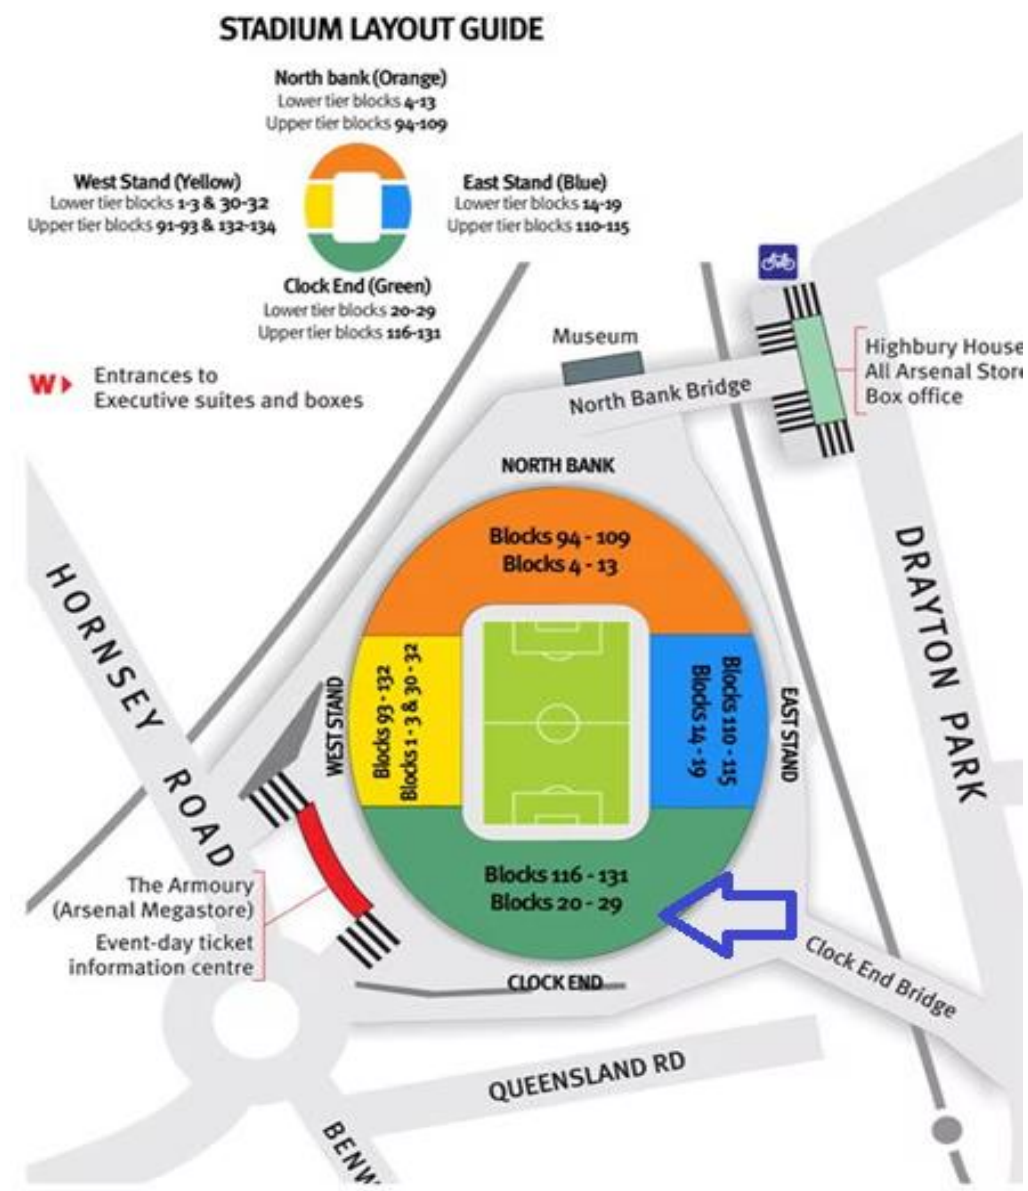 STADIUM LAYOUT GUIDE
North bank (Orange)
Lower tier blocks 4-13
Upper tier blocks 94-109
West Stand (Yellow)
Lower tier blocks 1-3 & 30-32
Upper tier blocks 91-93 & 132-134
East Stand (Blue)
Lower tier blocks 14-19
Upper tier blocks 110-115
Clock End (Green)
Lower tier blocks 20-29
Upper tier blocks 116-131
W
Entrances to
Executive suites and boxes
Museum
North Bank Bridge
Highbury House
All Arsenal Store
Box office
NORTH BANK
Blocks 94 - 109
Blocks 4 - 13
HORNSEY ROAD
DRAYTON PARK
WEST STAND
Blocks 93 - 132
Blocks 1 - 3 & 30 - 32
Blocks 110 - 115
Blocks 14 - 19
EAST STAND
Blocks 116 - 131
Blocks 20 - 29
The Armoury
(Arsenal Megastore)
Event-day ticket
information centre
CLOCK END
Clock End Bridge
QUEENSLAND RD
BENW